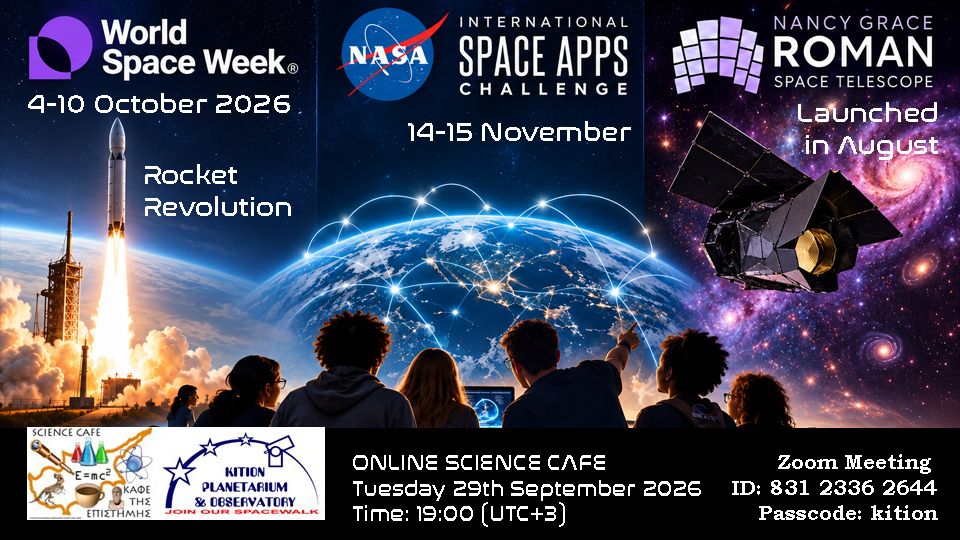 World
Space Week®
4-10 October 2026
Rocket
Revolution
NASA
INTERNATIONAL
SPACE APPS
CHALLENGE
14-15 November
NANCY GRACE
ROMAN
SPACE TELESCOPE
Launched
in August
SCIENCE CAFE
E=mc²
ΚΑΦΕ
ΤΗΣ
ΕΠΙΣΤΗΜΗΣ
KITION
PLANETARIUM
& OBSERVATORY
JOIN OUR SPACEWALK
ONLINE SCIENCE CAFE
Tuesday 29th September 2026
Time: 19:00 (UTC+3)
Zoom Meeting
ID: 831 2336 2644
Passcode: kition